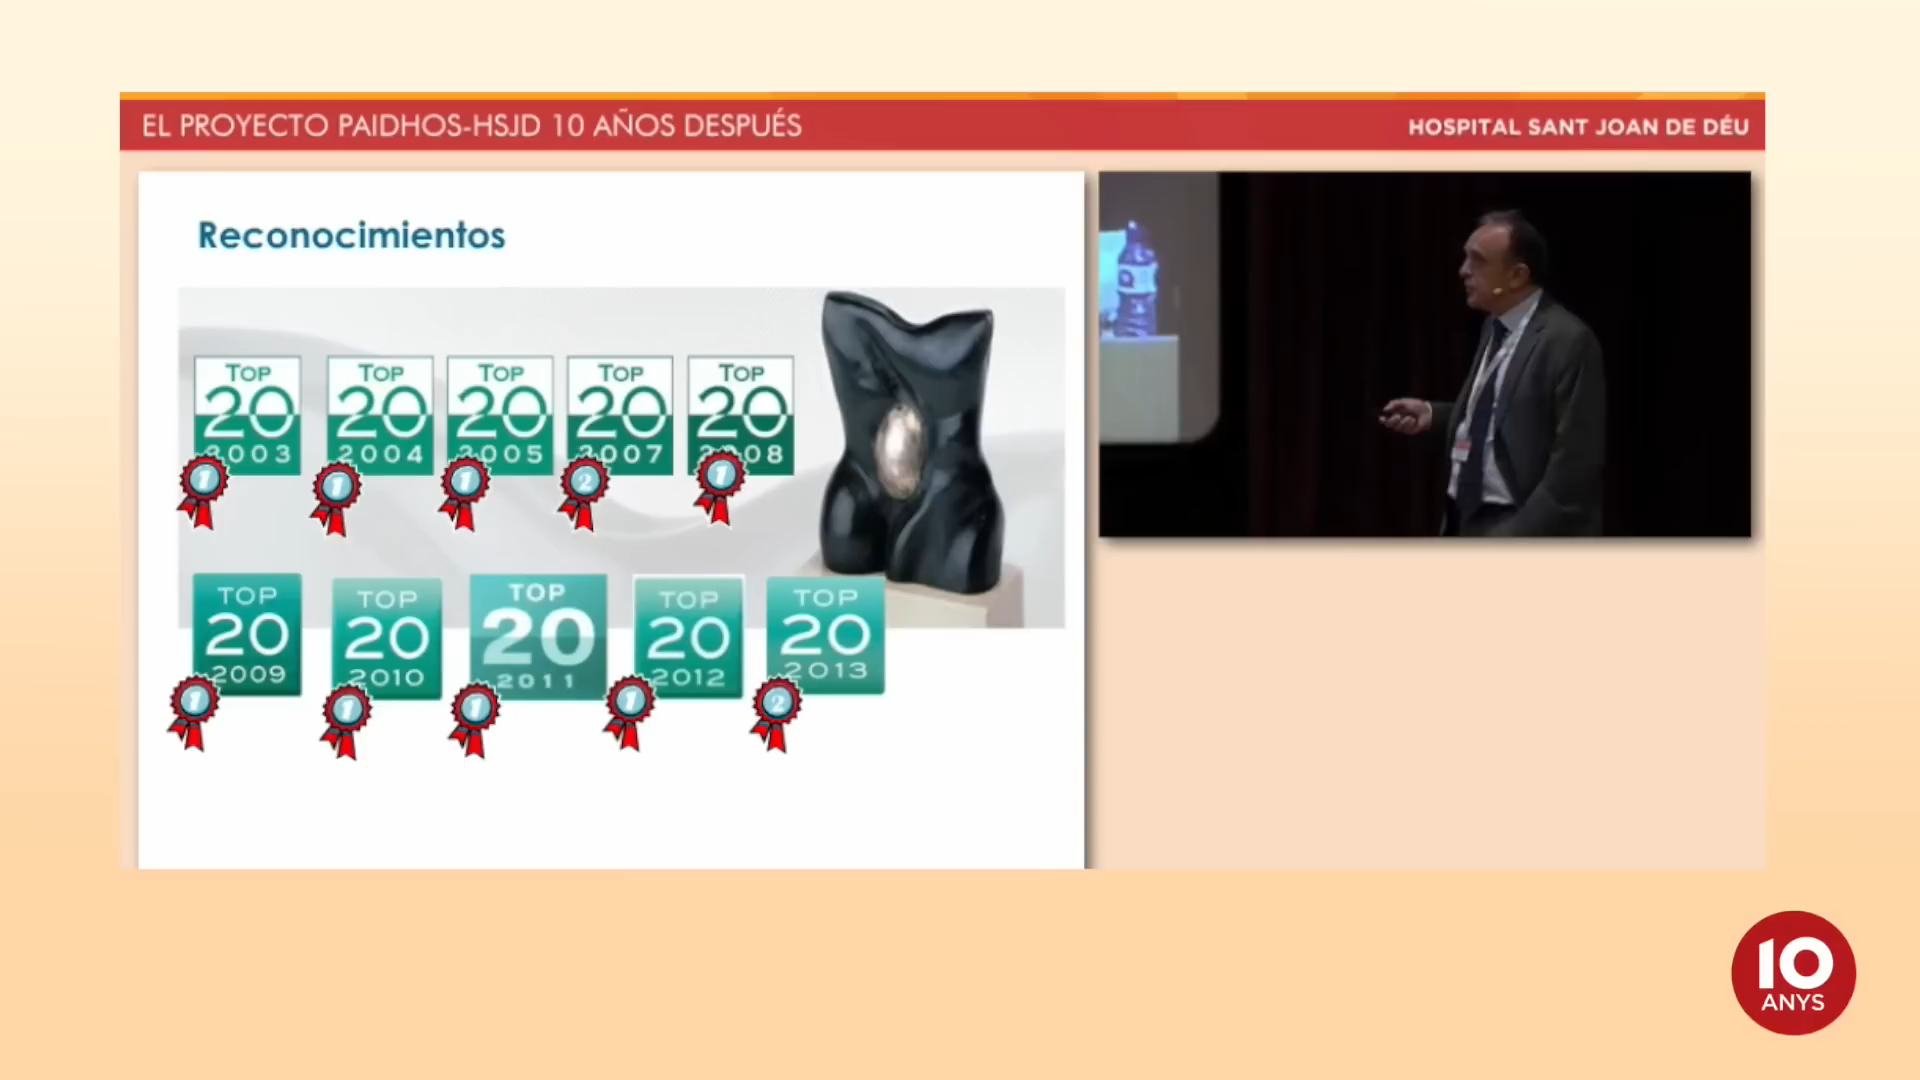 EL PROYECTO PAIDHOS-HSJD 10 AÑOS DESPUÉS
HOSPITAL SANT JOAN DE DÉU
Reconocimientos
TOP
20
2003
TOP
20
2004
TOP
20
2005
TOP
20
2007
TOP
20
2008
1
1
1
2
1
TOP
20
2009
TOP
20
2010
TOP
20
2011
TOP
20
2012
TOP
20
2013
1
1
1
1
2
10
ANYS